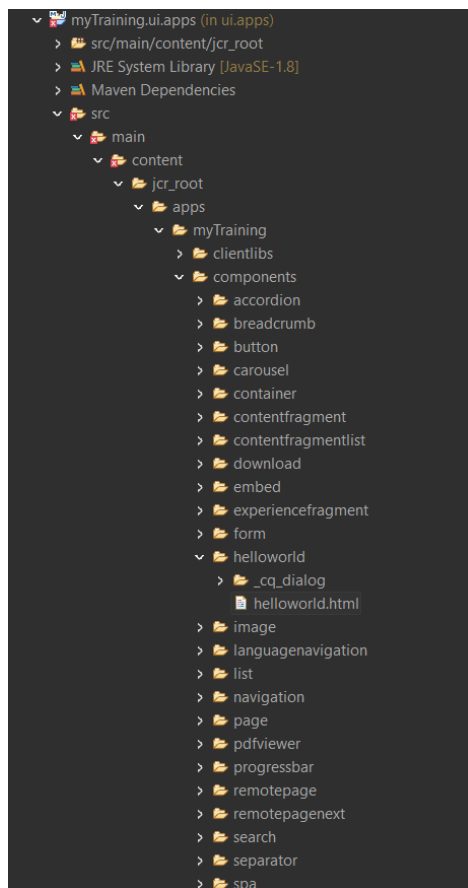 myTraining.ui.apps (in ui.apps)
src/main/content/jcr_root
JRE System Library [JavaSE-1.8]
Maven Dependencies
src
main
content
jcr_root
apps
myTraining
clientlibs
components
accordion
breadcrumb
button
carousel
container
contentfragment
contentfragmentlist
download
embed
experiencefragment
form
helloworld
_cq_dialog
helloworld.html
image
languagenavigation
list
navigation
page
pdfviewer
progressbar
remotepage
remotepagenext
search
separator
spa